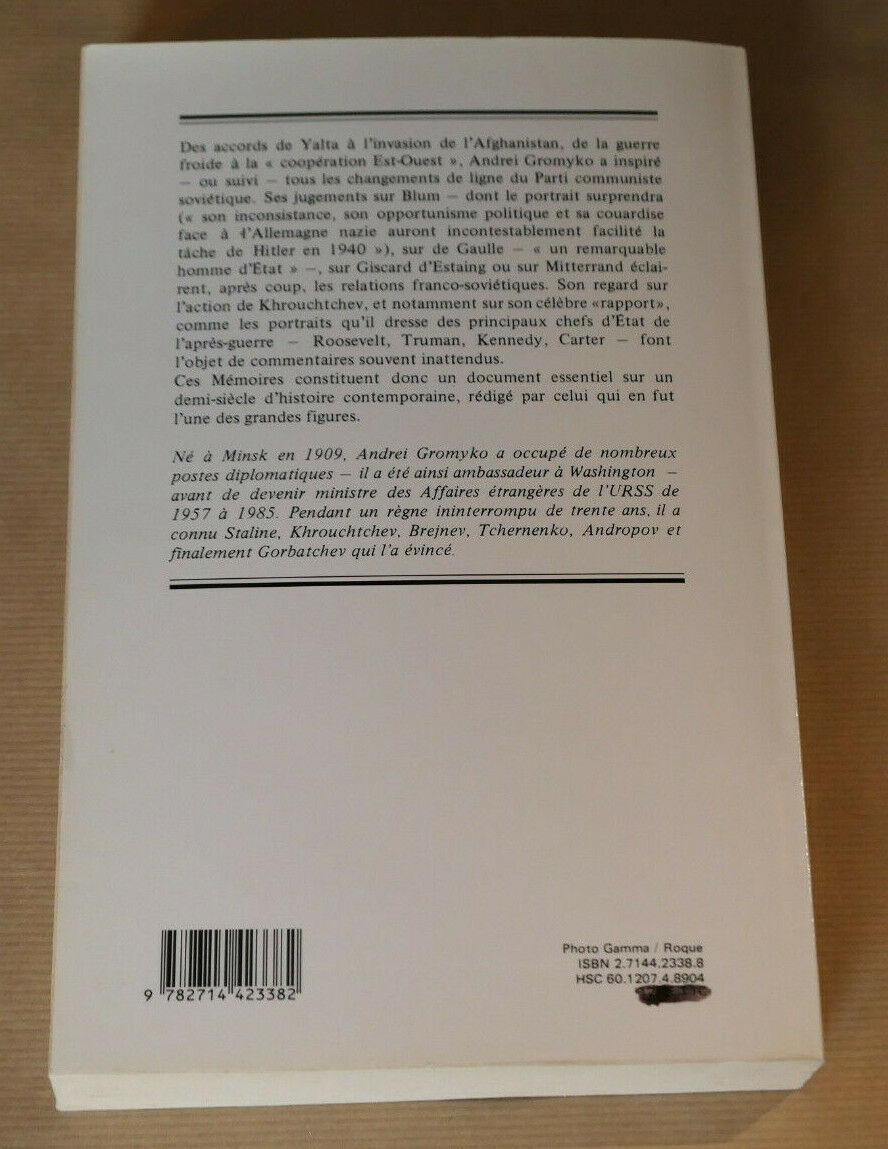 Des accords de Yalta à l'invasion de l'Afghanistan, de la guerre
froide à la « coopération Est-Ouest », Andrei Gromyko a inspiré
— ou suivi — tous les changements de ligne du Parti communiste
soviétique. Ses jugements sur Blum — dont le portrait surprendra
(« son inconsistance, son opportunisme politique et sa couardise
face à l'Allemagne nazie auront incontestablement facilité la
tâche de Hitler en 1940 »), sur de Gaulle — « un remarquable
homme d'État » —, sur Giscard d'Estaing ou sur Mitterrand éclai-
rent, après coup, les relations franco-soviétiques. Son regard sur
l'action de Khrouchtchev, et notamment sur son célèbre «rapport»,
comme les portraits qu'il dresse des principaux chefs d'État de
l'après-guerre — Roosevelt, Truman, Kennedy, Carter — font
l'objet de commentaires souvent inattendus.
Ces Mémoires constituent donc un document essentiel sur un
demi-siècle d'histoire contemporaine, rédigé par celui qui en fut
l'une des grandes figures.
Né à Minsk en 1909, Andrei Gromyko a occupé de nombreux
postes diplomatiques — il a été ainsi ambassadeur à Washington —
avant de devenir ministre des Affaires étrangères de l'URSS de
1957 à 1985. Pendant un règne ininterrompu de trente ans, il a
connu Staline, Khrouchtchev, Brejnev, Tchernenko, Andropov et
finalement Gorbatchev qui l'a évincé.
Photo Gamma / Roque
ISBN 2.7144.2338.8
HSC 60.1207.4.8904
9 782714 423382